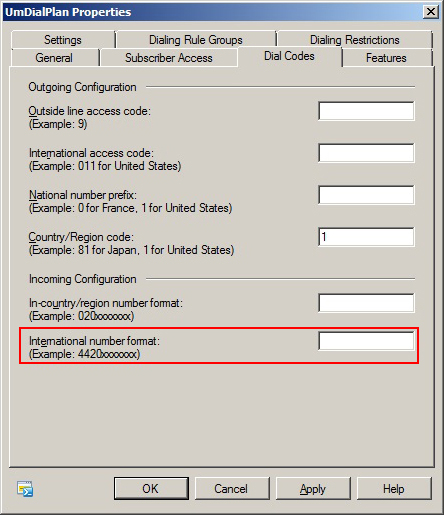 UmDialPlan Properties
Settings
Dialing Rule Groups
Dialing Restrictions
General
Subscriber Access
Dial Codes
Features
Outgoing Configuration
Outside line access code:
(Example: 9)
International access code:
(Example: 011 for United States)
National number prefix:
(Example: 0 for France, 1 for United States)
Country/Region code:
1
(Example: 81 for Japan, 1 for United States)
Incoming Configuration
In-country/region number format:
(Example: 020xxxxxxx)
International number format:
(Example: 4420xxxxxxx)
OK
Cancel
Apply
Help